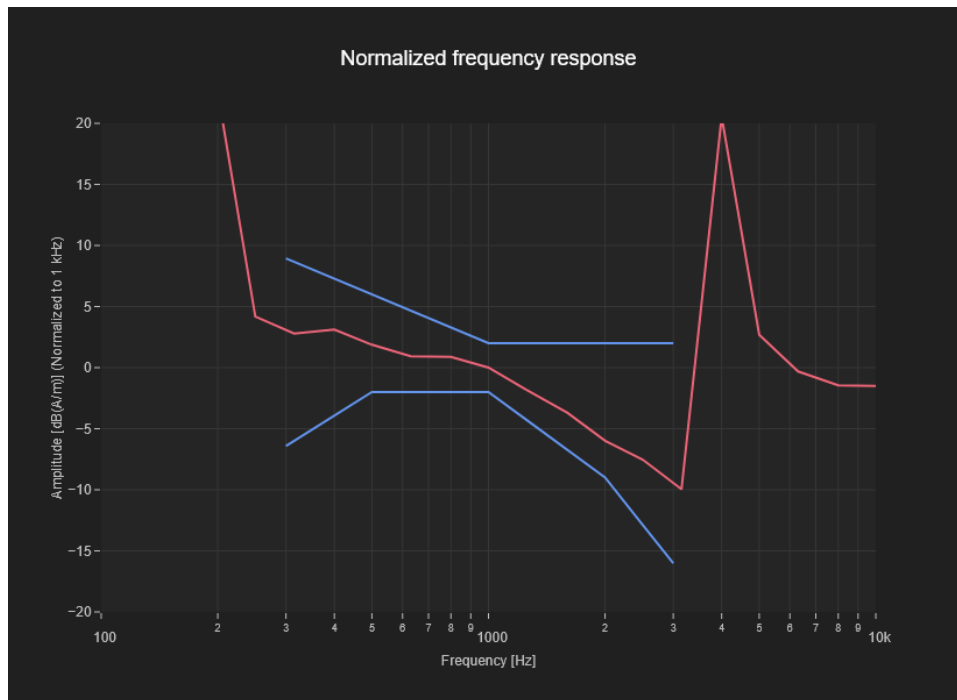 Normalized frequency response
Amplitude [dB(A/m)] (Normalized to 1 kHz)
20
15
10
5
0
−5
−10
−15
−20
100 2 3 4 5 6 7 8 9 1000 2 3 4 5 6 7 8 9 10k
Frequency [Hz]